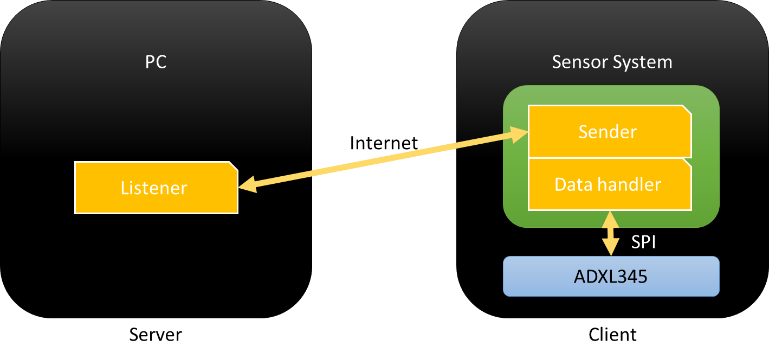 PC
Sensor System
Sender
Internet
Listener
Data handler
SPI
ADXL345
Server
Client